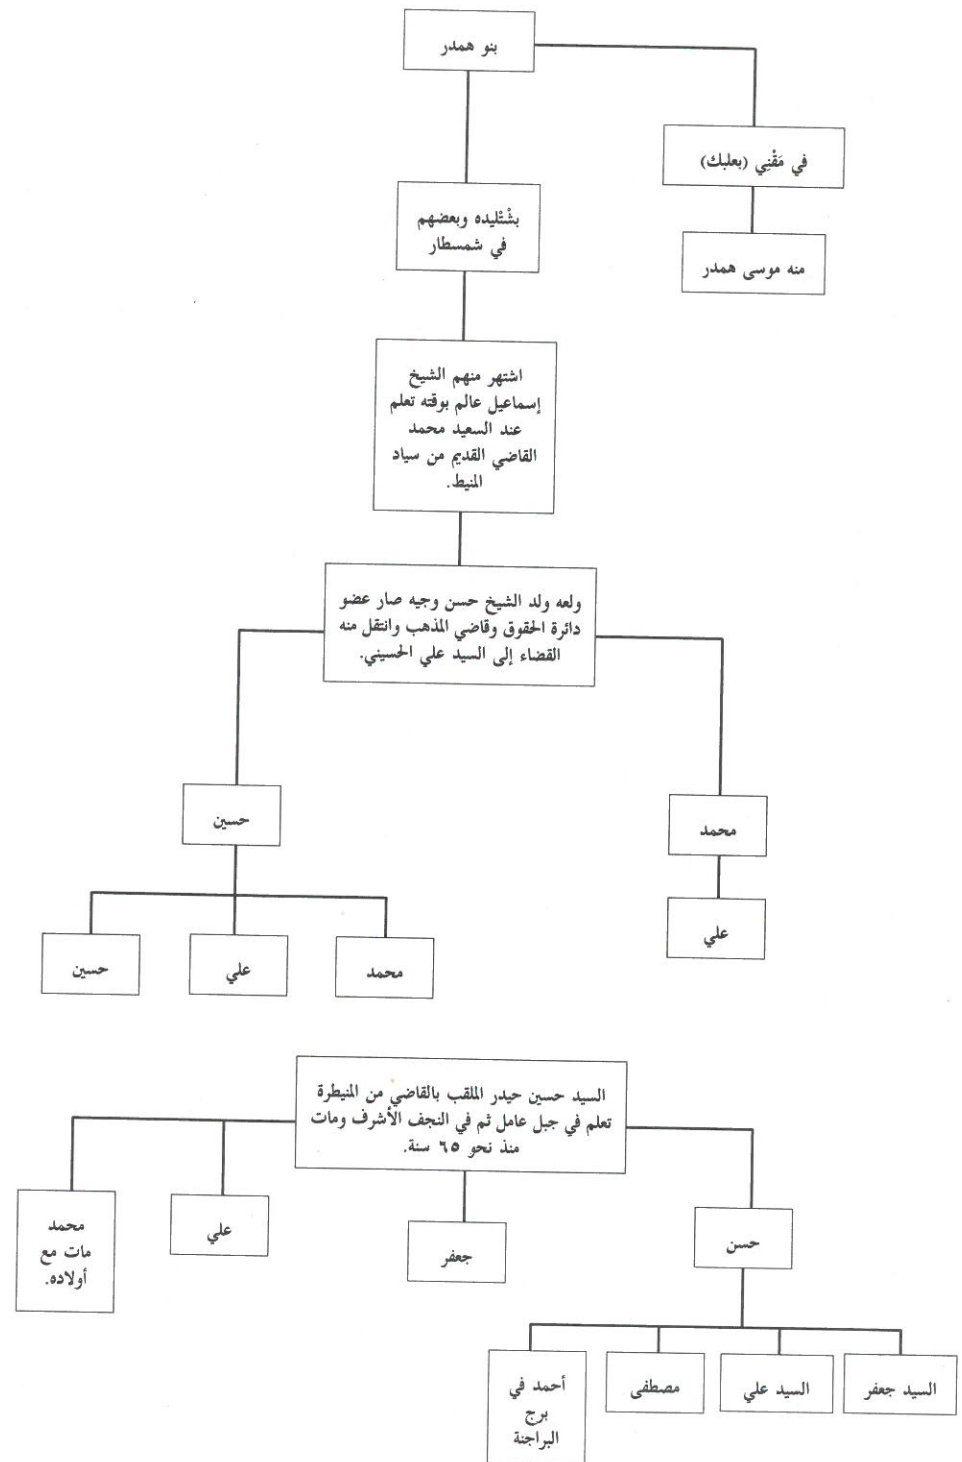 بنو همدر
في مَقْنِي (بعلبك)
منه موسى همدر
بشْتْليده وبعضهم
في شمسطار
اشتهر منهم الشيخ
إسماعيل عالم بوقته تعلم
عند السعيد محمد
القاضي القديم من سياد
المنيط.
ولعه ولد الشيخ حسن وجيه صار عضو
دائرة الحقوق وقاضي المذهب وانتقل منه
القضاء إلى السيد علي الحسيني.
محمد
حسين
علي
محمد
علي
حسين
السيد حسين حيدر الملقب بالقاضي من المنيطرة
تعلم في جبل عامل ثم في النجف الأشرف ومات
منذ نحو ٦٥ سنة.
حسن
جعفر
علي
محمد
مات مع
أولاده.
السيد جعفر
السيد علي
مصطفى
أحمد في
برج
البراجنة